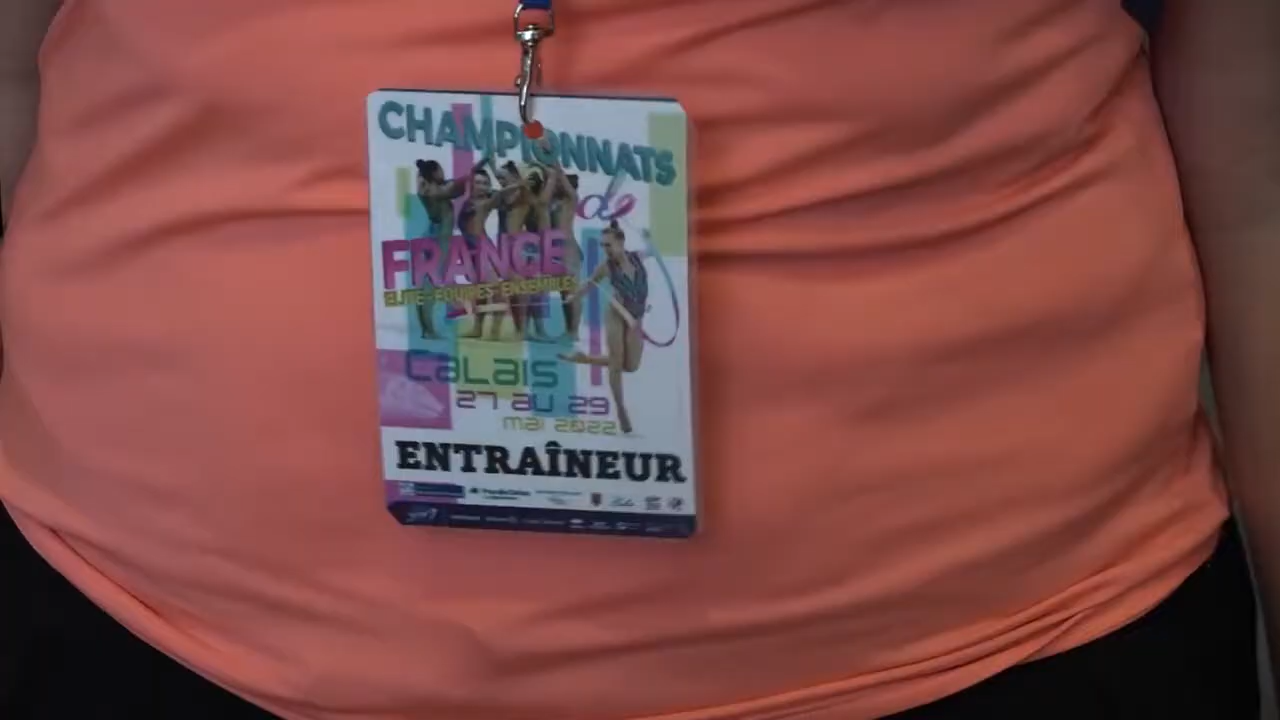 CHAMPIONNATS
de
FRANCE
ELITE-EQUIPES-ENSEMBLES
Calais
27 au 29
mai 2022
ENTRAÎNEUR